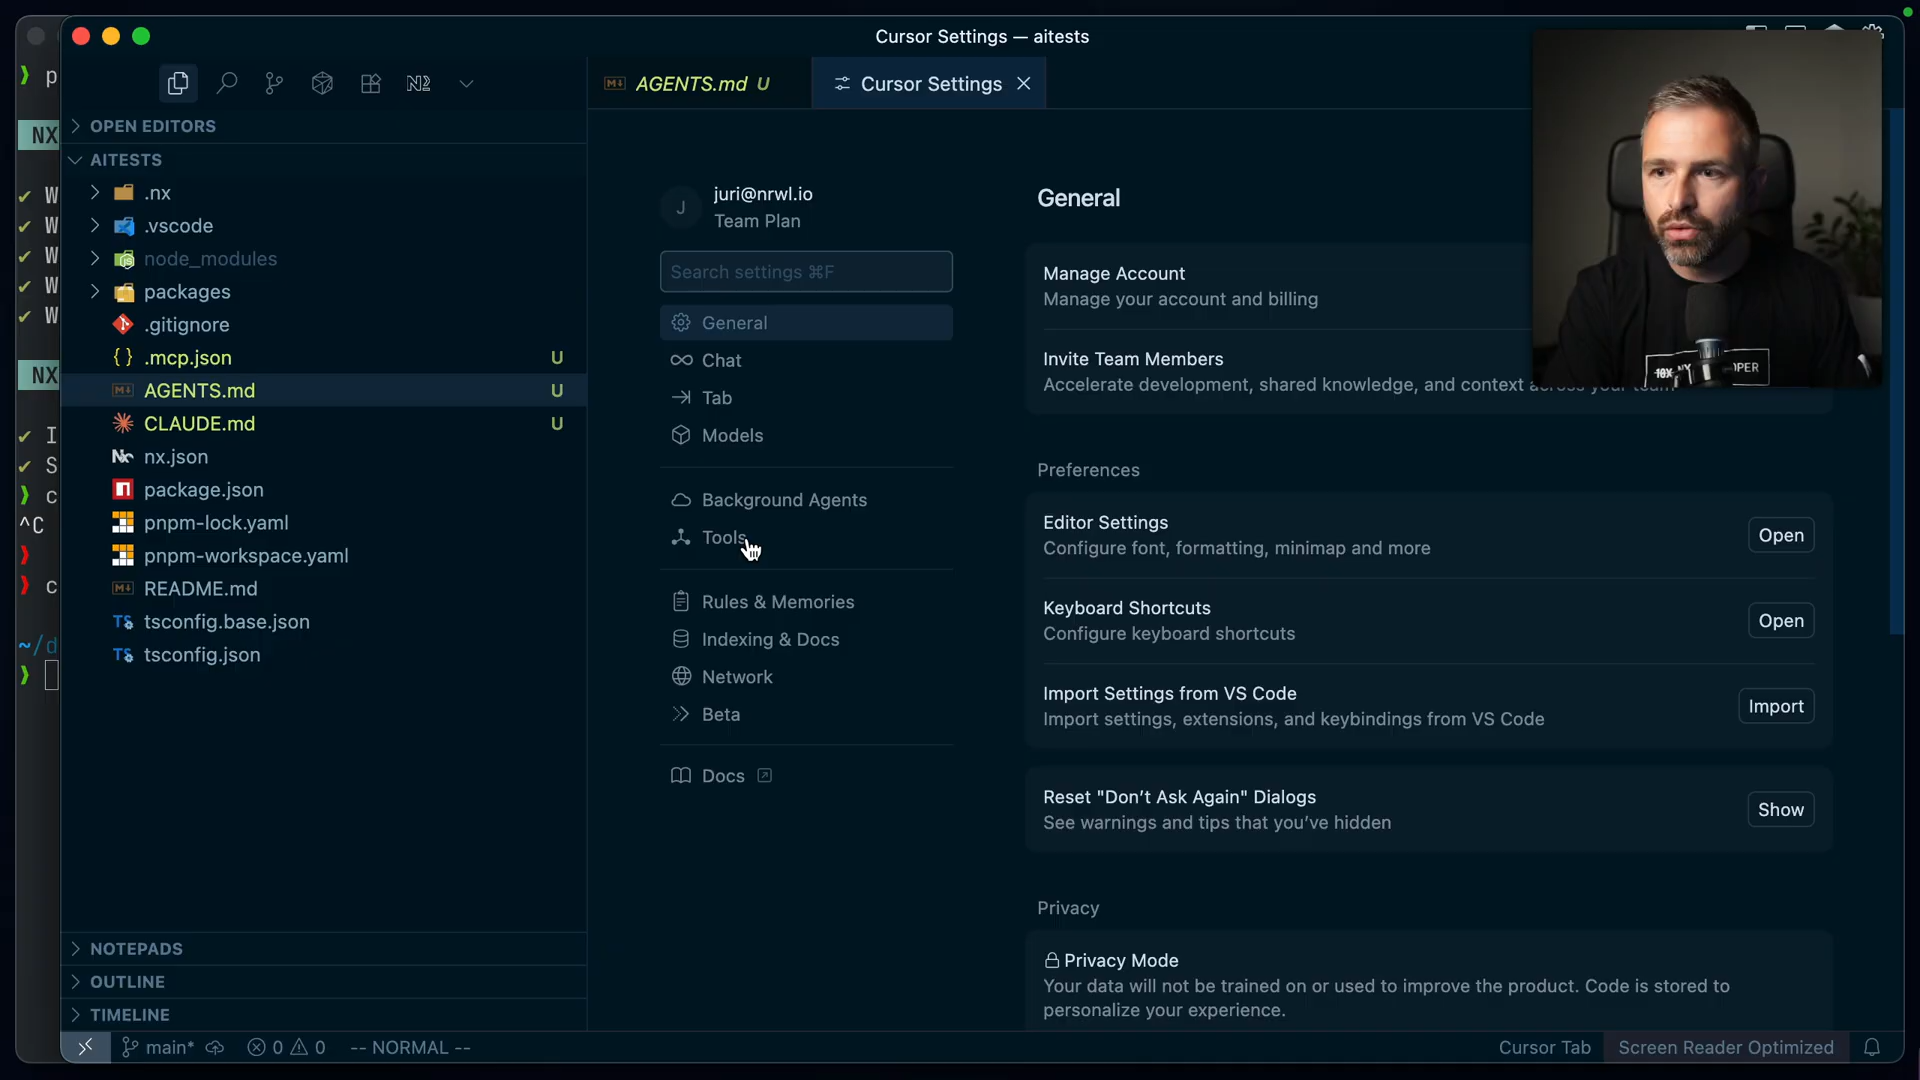 Cursor Settings — aitests
p
NX
W
W
W
W
W
NX
I
S
c
^C
c
~/d
OPEN EDITORS
AITESTS
.nx
.vscode
node_modules
packages
.gitignore
.mcp.json U
AGENTS.md U
CLAUDE.md U
nx.json
package.json
pnpm-lock.yaml
pnpm-workspace.yaml
README.md
tsconfig.base.json
tsconfig.json
NOTEPADS
OUTLINE
TIMELINE
AGENTS.md U
Cursor Settings
J
juri@nrwl.io
Team Plan
Search settings ⌘F
General
Chat
Tab
Models
Background Agents
Tools
Rules & Memories
Indexing & Docs
Network
Beta
Docs
General
Manage Account
Manage your account and billing
Invite Team Members
Accelerate development, shared knowledge, and context across your team
Preferences
Editor Settings
Configure font, formatting, minimap and more
Open
Keyboard Shortcuts
Configure keyboard shortcuts
Open
Import Settings from VS Code
Import settings, extensions, and keybindings from VS Code
Import
Reset "Don't Ask Again" Dialogs
See warnings and tips that you've hidden
Show
Privacy
Privacy Mode
Your data will not be trained on or used to improve the product. Code is stored to
personalize your experience.
main* 0 0 -- NORMAL --
Cursor Tab
Screen Reader Optimized